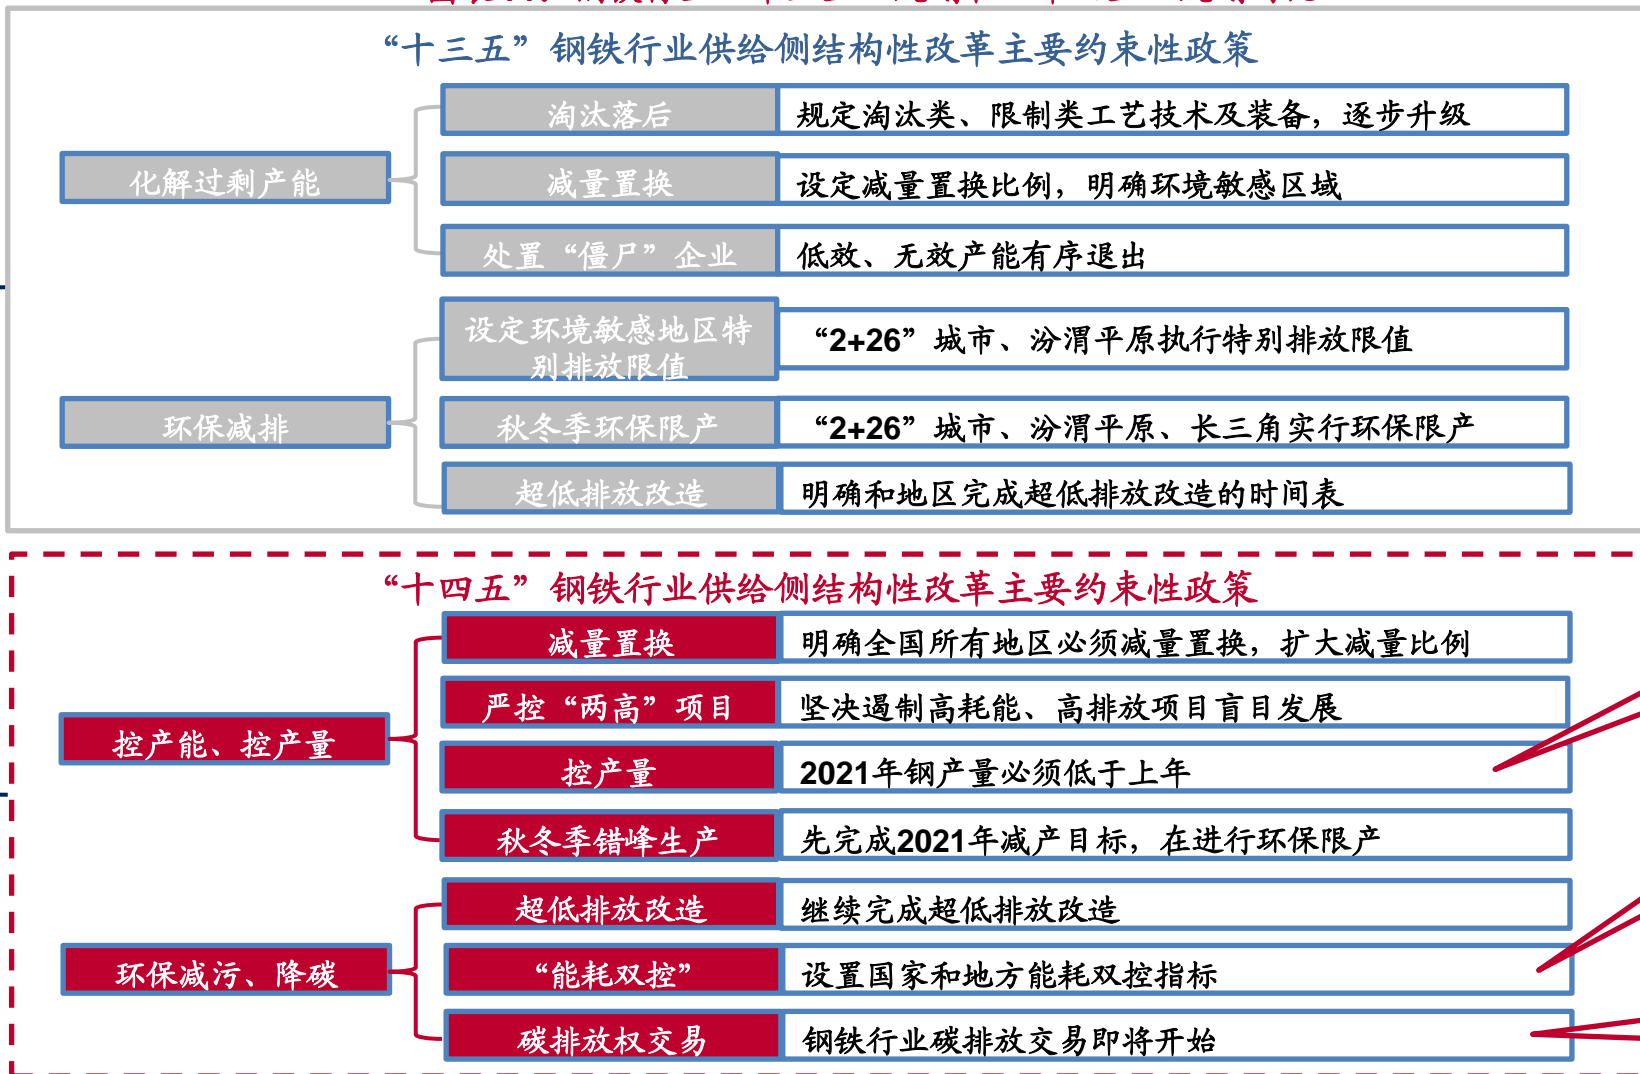 “十三五”钢铁行业供给侧结构性改革主要约束性政策
淘汰落后
规定淘汰类、限制类工艺技术及装备，逐步升级
化解过剩产能
减量置换
设定减量置换比例，明确环境敏感区域
处置“僵尸”企业
低效、无效产能有序退出
设定环境敏感地区特
别排放限值
“2+26”城市、汾渭平原执行特别排放限值
环保减排
秋冬季环保限产
“2+26”城市、汾渭平原、长三角实行环保限产
超低排放改造
明确和地区完成超低排放改造的时间表
“十四五”钢铁行业供给侧结构性改革主要约束性政策
减量置换
明确全国所有地区必须减量置换，扩大减量比例
严控“两高”项目
坚决遏制高耗能、高排放项目盲目发展
控产能、控产量
控产量
2021年钢产量必须低于上年
秋冬季错峰生产
先完成2021年减产目标，在进行环保限产
超低排放改造
继续完成超低排放改造
环保减污、降碳
“能耗双控”
设置国家和地方能耗双控指标
碳排放权交易
钢铁行业碳排放交易即将开始